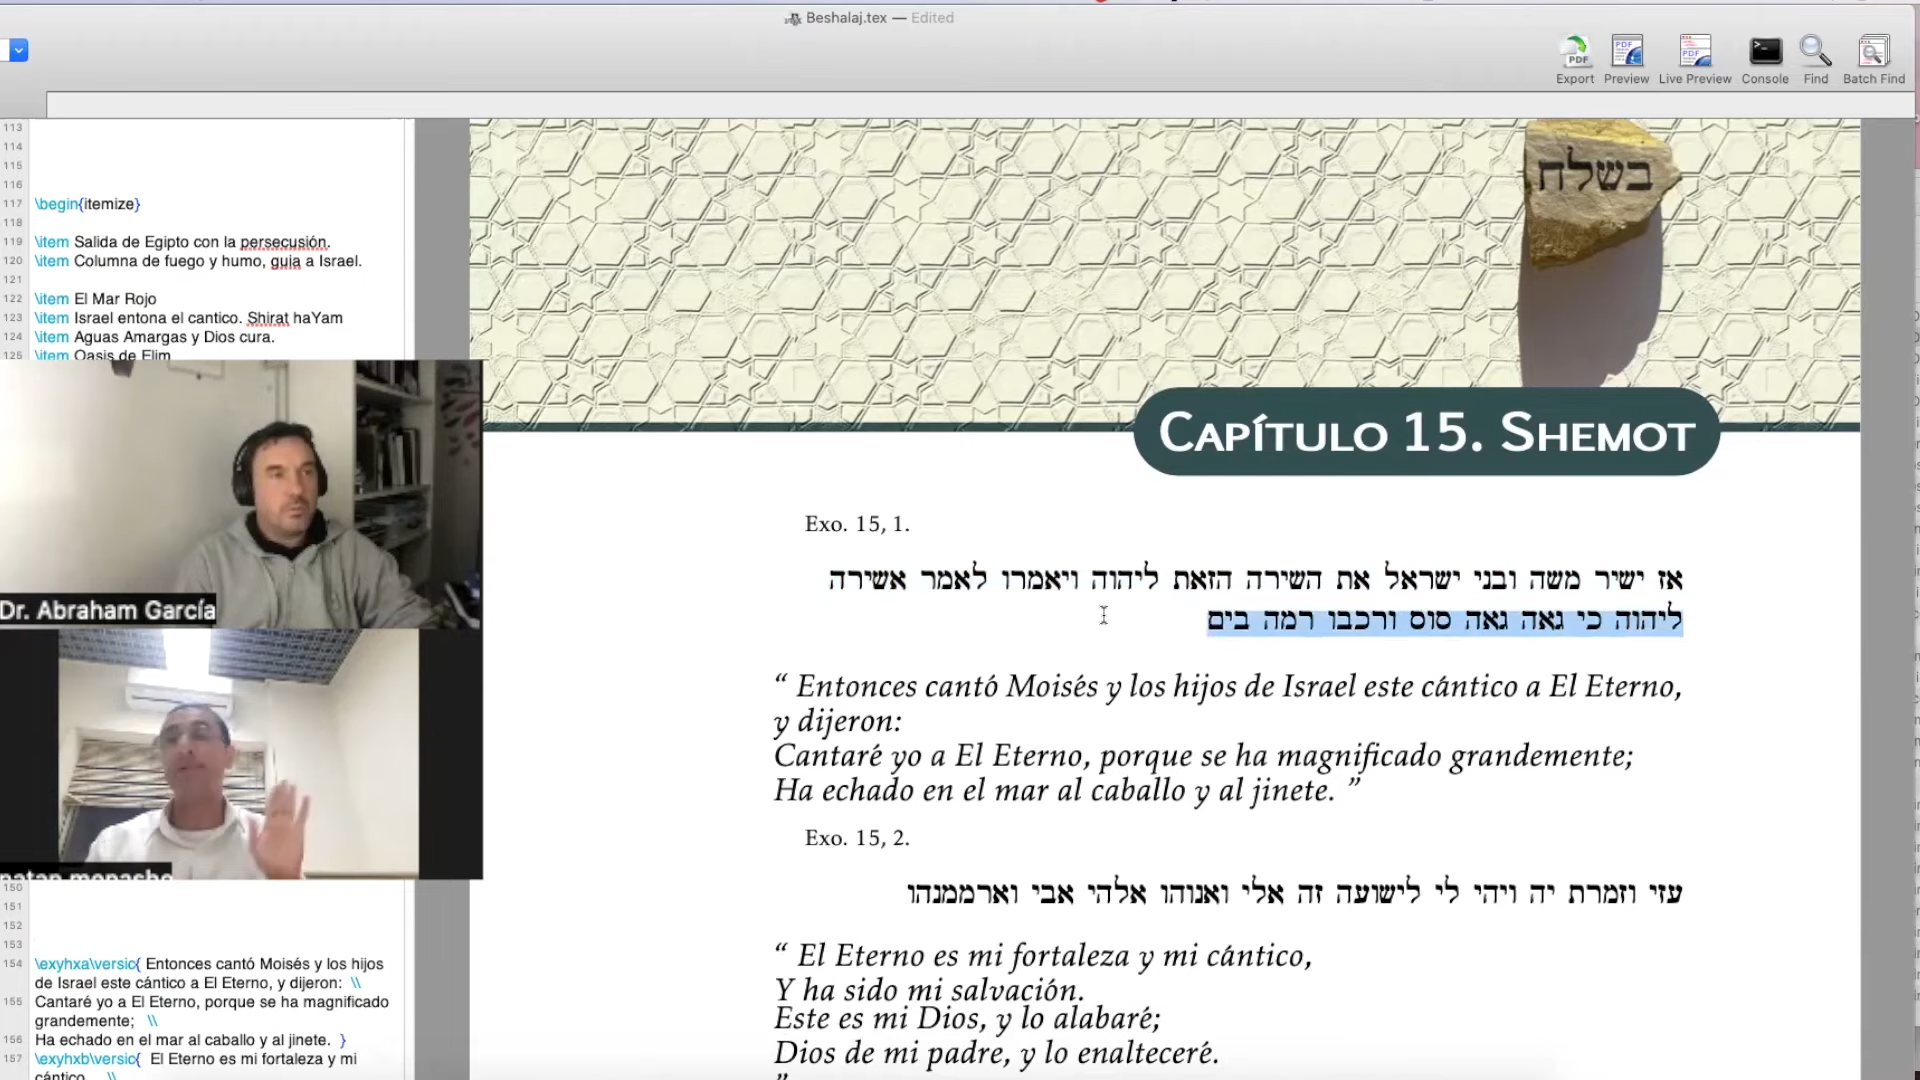 Beshalaj.tex — Edited
Export Preview Live Preview Console Find Batch Find
113
114
115
116
117 \begin{itemize}
118
119 \item Salida de Egipto con la persecusión.
120 \item Columna de fuego y humo, guia a Israel.
121
122 \item El Mar Rojo
123 \item Israel entona el cantico. Shirat haYam
124 \item Aguas Amargas y Dios cura.
125 \item Oasis de Elim
Dr. Abraham García
natan monashe
150
151
152
153
154 \exyhxa\versic{ Entonces cantó Moisés y los hijos
de Israel este cántico a El Eterno, y dijeron: \\
155 Cantaré yo a El Eterno, porque se ha magnificado
grandemente; \\
156 Ha echado en el mar al caballo y al jinete. }
157 \exyhxb\versic{ El Eterno es mi fortaleza y mi
cántico, \\
בשלח
Capítulo 15. Shemot
Exo. 15, 1.
אז ישיר משה ובני ישראל את השירה הזאת ליהוה ויאמרו לאמר אשירה
ליהוה כי גאה גאה סוס ורכבו רמה בים
“ Entonces cantó Moisés y los hijos de Israel este cántico a El Eterno,
y dijeron:
Cantaré yo a El Eterno, porque se ha magnificado grandemente;
Ha echado en el mar al caballo y al jinete. ”
Exo. 15, 2.
עזי וזמרת יה ויהי לי לישועה זה אלי ואנוהו אלהי אבי וארממנהו
“ El Eterno es mi fortaleza y mi cántico,
Y ha sido mi salvación.
Este es mi Dios, y lo alabaré;
Dios de mi padre, y lo enalteceré.
”